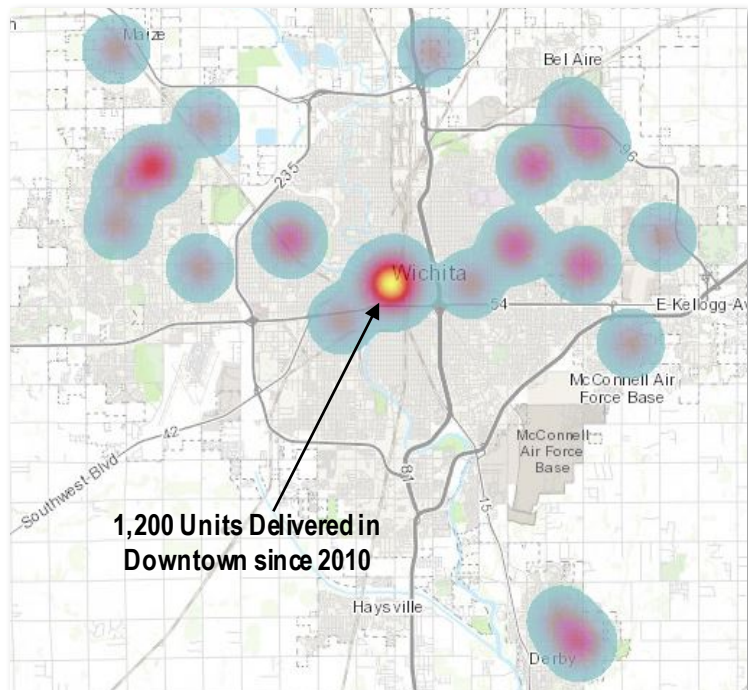 Maize
Bel Aire
96
235
Wichita
54
E-Kellogg-Av
McConnell Air
Force Base
McConnell
Air Force
Base
42
Southwest-Blvd
81
15
1,200 Units Delivered in
Downtown since 2010
Haysville
Derby